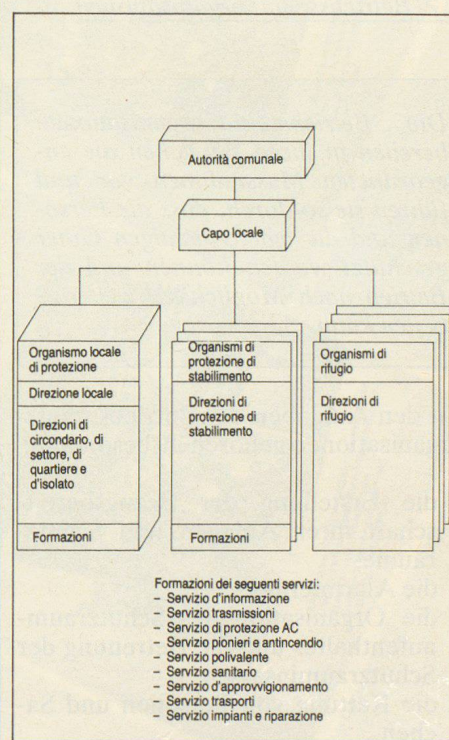 Autorità comunale
Capo locale
Organismo locale
di protezione
Direzione locale
Direzioni di
circondario, di
settore, di
quartiere e
d'isolato
Formazioni
Organismi di
protezione di
stabilimento
Direzioni di
protezione di
stabilimento
Formazioni
Organismi di
rifugio
Direzioni di
rifugio
Formazioni dei seguenti servizi:
– Servizio d'informazione
– Servizio trasmissioni
– Servizio di protezione AC
– Servizio pionieri e antincendio
– Servizio polivalente
– Servizio sanitario
– Servizio d'approvvigionamento
– Servizio trasporti
– Servizio impianti e riparazione